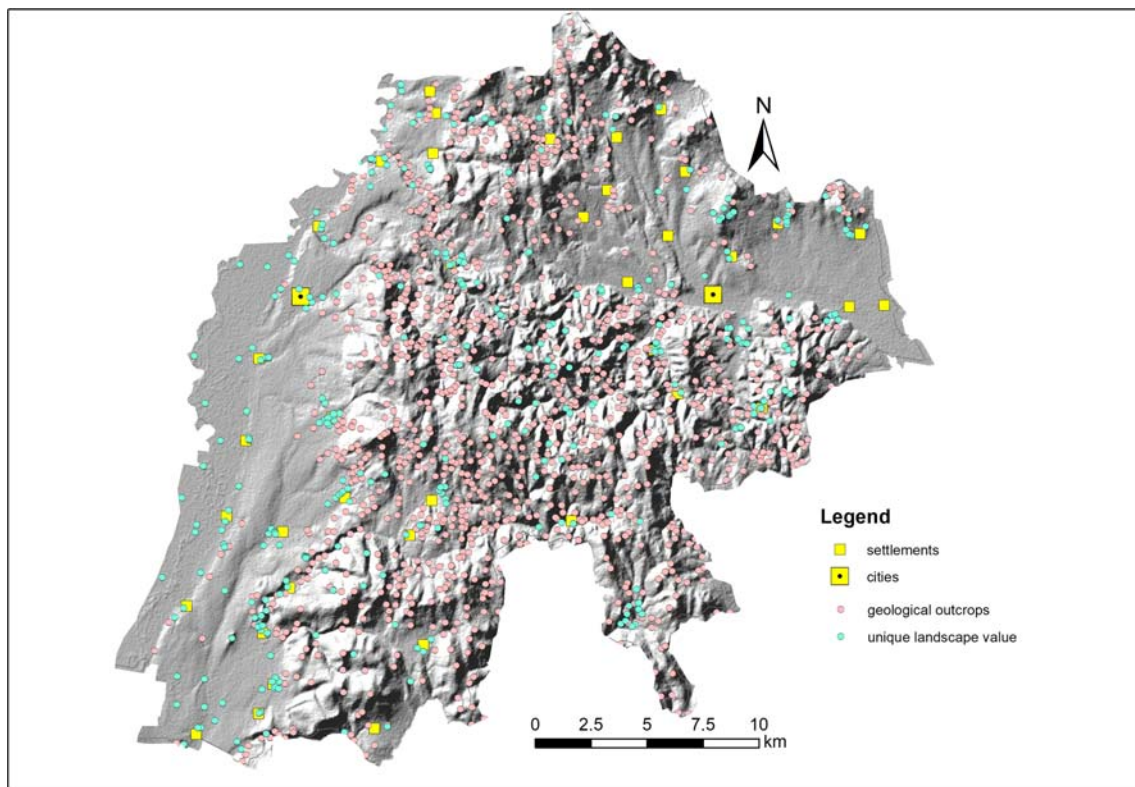 N
Legend
settlements
cities
geological outcrops
unique landscape value
0 2.5 5 7.5 10
km